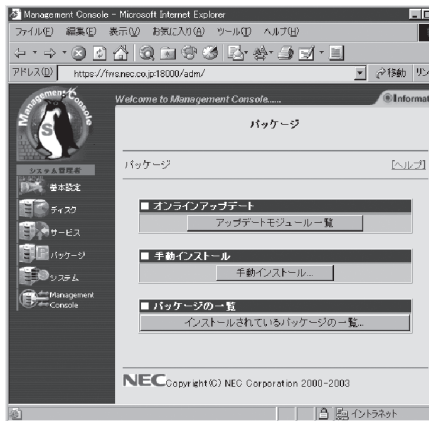 Management Console - Microsoft Internet Explorer
ファイル(F) 編集(E) 表示(V) お気に入り(A) ツール(T) ヘルプ(H)
アドレス(D) https://fws.nec.co.jp:18000/adm/ 移動 リン
Management Console
Welcome to Management Console......
Informat
パッケージ
パッケージ
[ヘルプ]
システム管理者
基本設定
ディスク
サービス
パッケージ
システム
Management
Console
■ オンラインアップデート
アップデートモジュール一覧
■ 手動インストール
手動インストール...
■ パッケージの一覧
インストールされているパッケージの一覧...
NEC Copyright(C) NEC Corporation 2000-2003
イントラネット